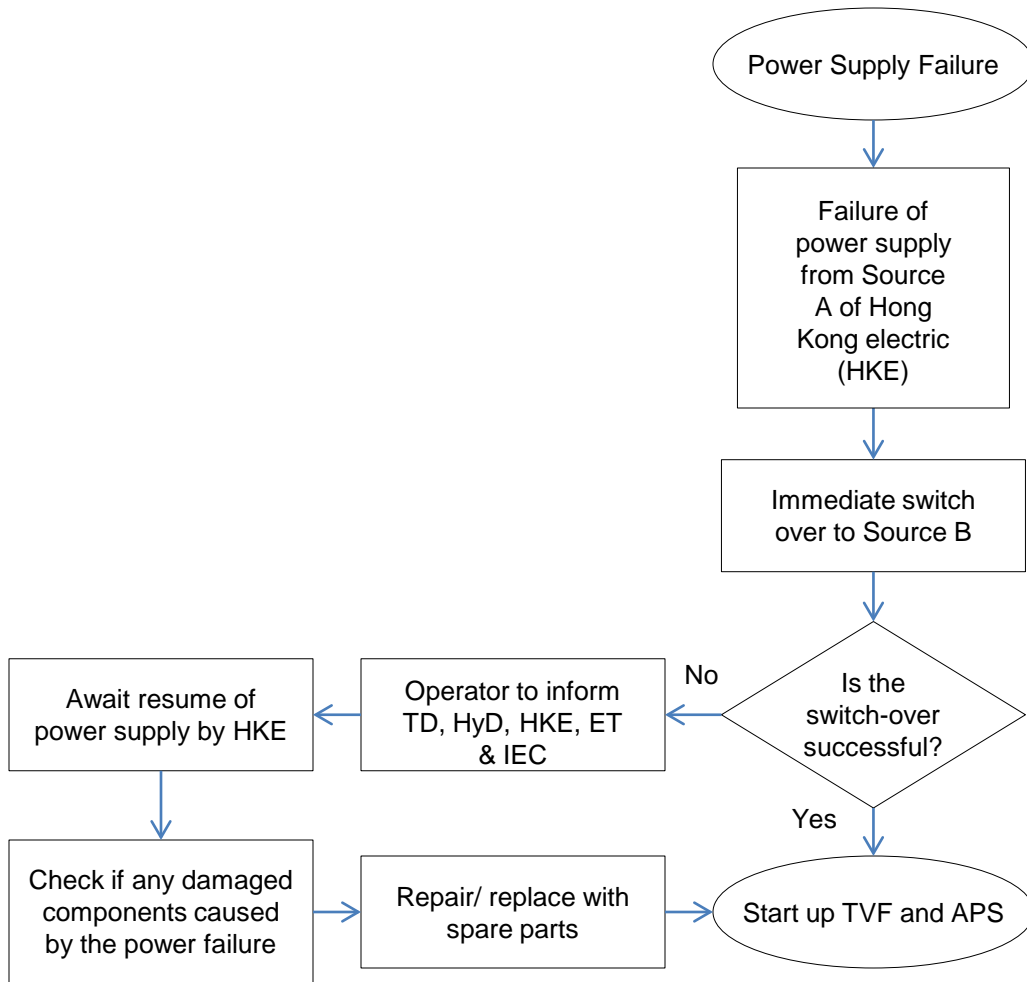 Power Supply Failure
Failure of
power supply
from Source
A of Hong
Kong electric
(HKE)
Immediate switch
over to Source B
Is the
switch-over
successful?
No
Yes
Operator to inform
TD, HyD, HKE, ET
& IEC
Await resume of
power supply by HKE
Check if any damaged
components caused
by the power failure
Repair/ replace with
spare parts
Start up TVF and APS